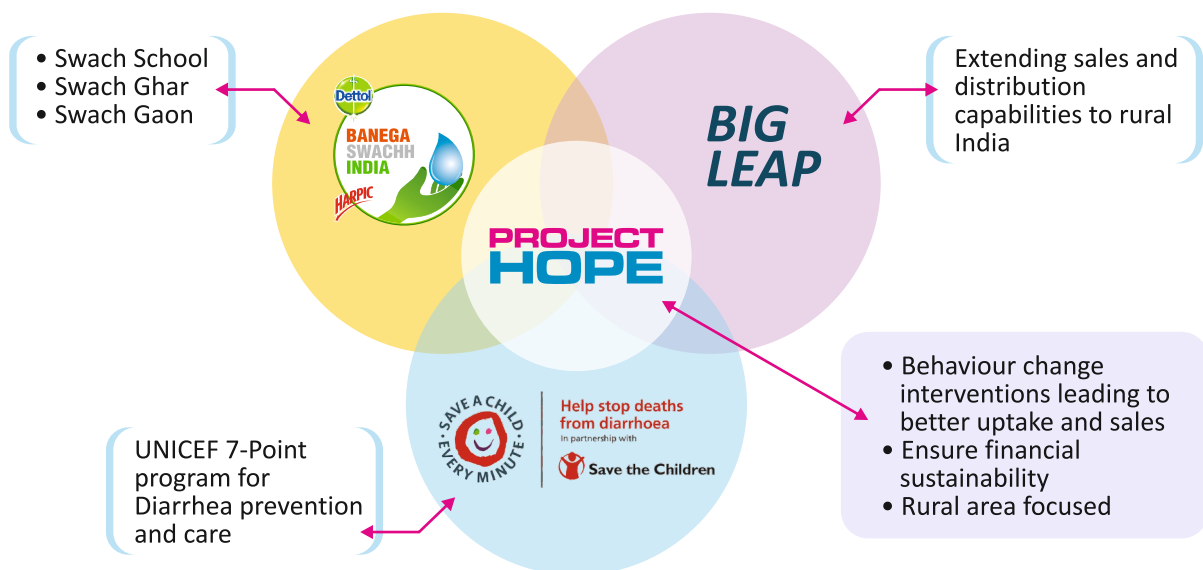 • Swach School
• Swach Ghar
• Swach Gaon
Dettol
BANEGA
SWACHH
INDIA
HARPIC
BIG
LEAP
Extending sales and
distribution
capabilities to rural
India
PROJECT
HOPE
SAVE A CHILD
• EVERY MINUTE •
Help stop deaths
from diarrhoea
In partnership with
Save the Children
UNICEF 7-Point
program for
Diarrhea prevention
and care
• Behaviour change
interventions leading to
better uptake and sales
• Ensure financial
sustainability
• Rural area focused